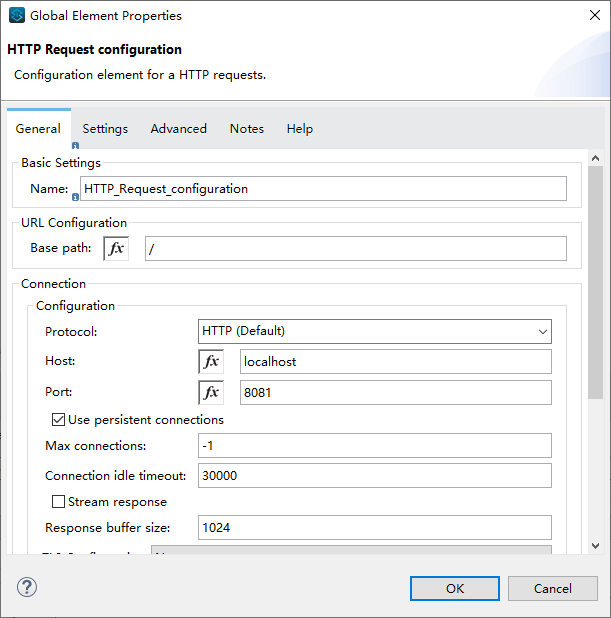 Global Element Properties
HTTP Request configuration
Configuration element for a HTTP requests.
General Settings Advanced Notes Help
Basic Settings
Name: HTTP_Request_configuration
URL Configuration
Base path: fx /
Connection
Configuration
Protocol: HTTP (Default)
Host: fx localhost
Port: fx 8081
Use persistent connections
Max connections: -1
Connection idle timeout: 30000
Stream response
Response buffer size: 1024
OK Cancel